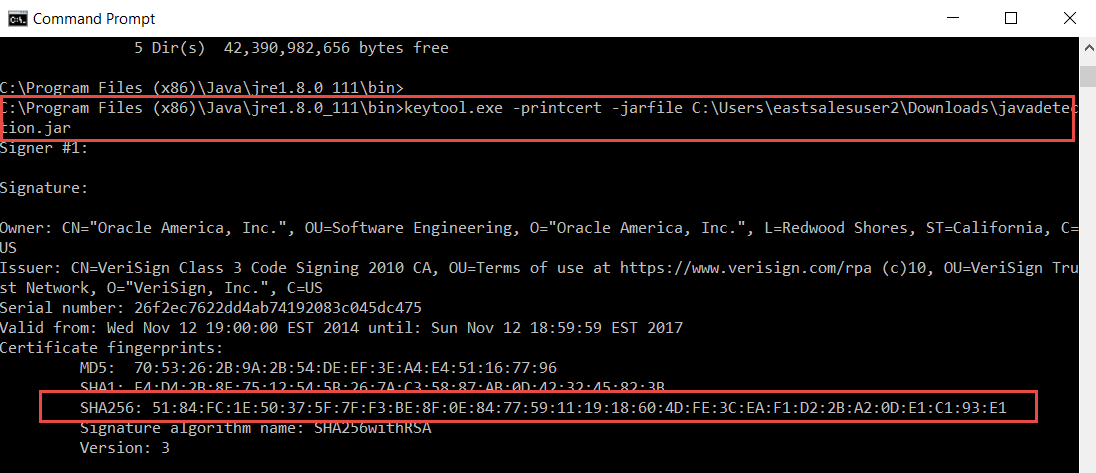 Command Prompt
5 Dir(s)  42,390,982,656 bytes free
C:\Program Files (x86)\Java\jre1.8.0_111\bin>
C:\Program Files (x86)\Java\jre1.8.0_111\bin>keytool.exe -printcert -jarfile C:\Users\eastsalesuser2\Downloads\javadetec
tion.jar
Signer #1:
Signature:
Owner: CN="Oracle America, Inc.", OU=Software Engineering, O="Oracle America, Inc.", L=Redwood Shores, ST=California, C=
US
Issuer: CN=VeriSign Class 3 Code Signing 2010 CA, OU=Terms of use at https://www.verisign.com/rpa (c)10, OU=VeriSign Tru
st Network, O="VeriSign, Inc.", C=US
Serial number: 26f2ec7622dd4ab74192083c045dc475
Valid from: Wed Nov 12 19:00:00 EST 2014 until: Sun Nov 12 18:59:59 EST 2017
Certificate fingerprints:
MD5:  70:53:26:2B:9A:2B:54:DE:EF:3E:A4:E4:51:16:77:96
SHA1: F4:D4:2B:8F:75:12:54:5B:26:7A:C3:58:87:AB:0D:42:32:45:82:3B
SHA256: 51:84:FC:1E:50:37:5F:7F:F3:BE:8F:0E:84:77:59:11:19:18:60:4D:FE:3C:EA:F1:D2:2B:A2:0D:E1:C1:93:E1
Signature algorithm name: SHA256withRSA
Version: 3